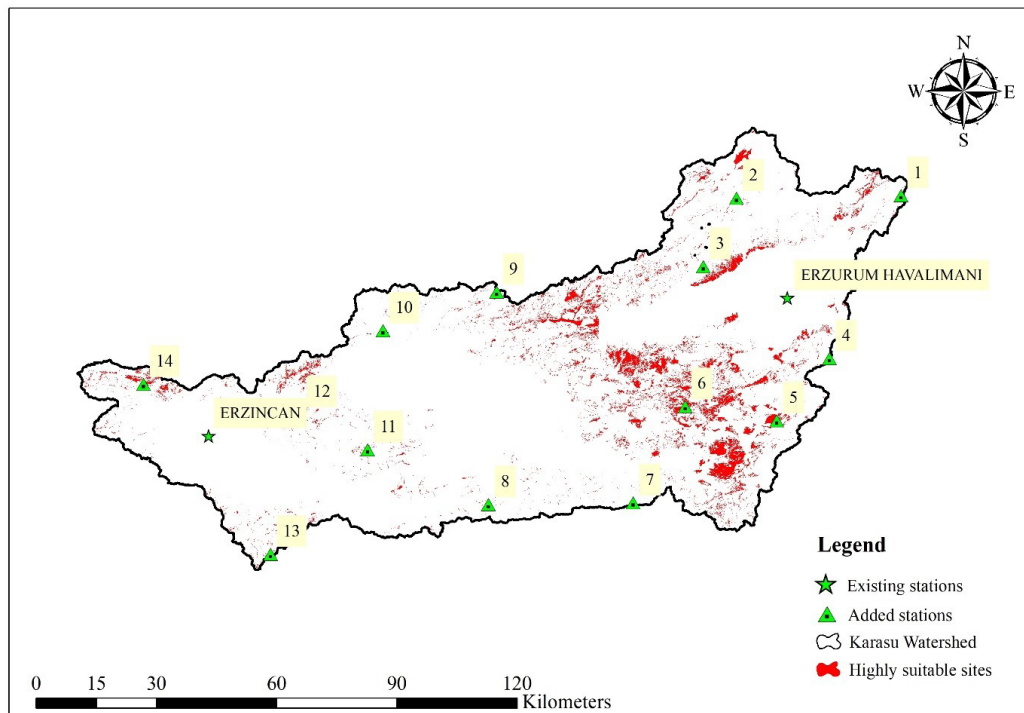 N
W E
S
1
2
3
ERZURUM HAVALIMANI
9
10
4
14
12
6
5
ERZINCAN
11
8
7
13
Legend
Existing stations
Added stations
Karasu Watershed
Highly suitable sites
0 15 30 60 90 120
Kilometers